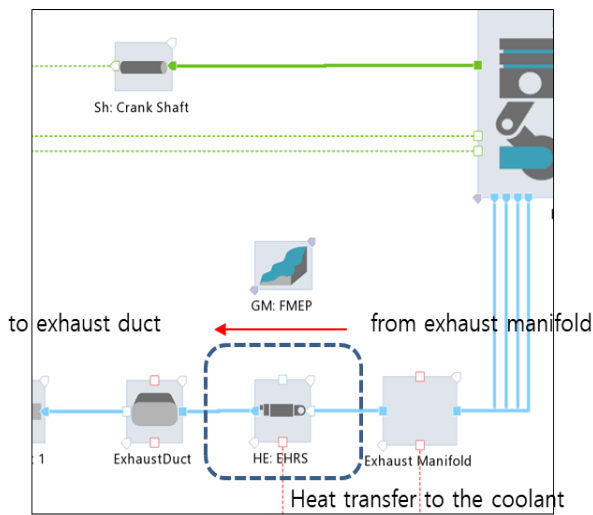 Sh: Crank Shaft
GM: FMEP
to exhaust duct
from exhaust manifold
: 1
ExhaustDuct
HE: EHRS
Exhaust Manifold
Heat transfer to the coolant